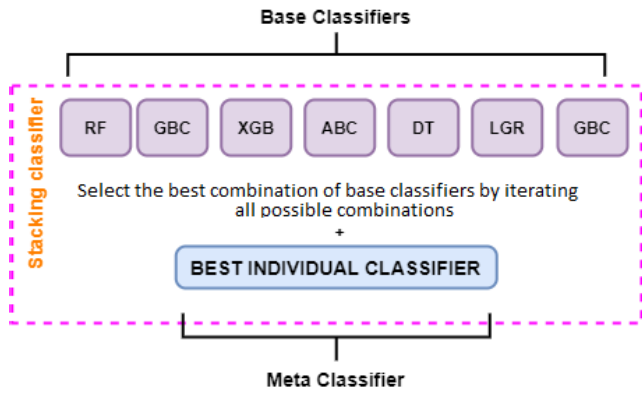 Base Classifiers
Stacking classifier
RF GBC XGB ABC DT LGR GBC
Select the best combination of base classifiers by iterating
all possible combinations
+
BEST INDIVIDUAL CLASSIFIER
Meta Classifier